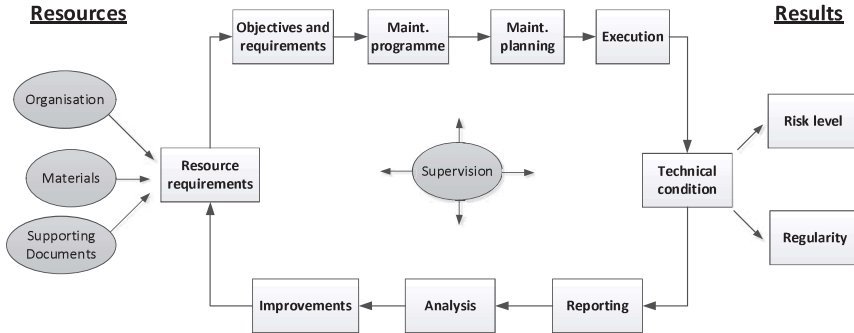 Resources
Results
Objectives and
requirements
Maint.
programme
Maint.
planning
Execution
Organisation
Materials
Supporting
Documents
Resource
requirements
Supervision
Technical
condition
Risk level
Regularity
Improvements
Analysis
Reporting